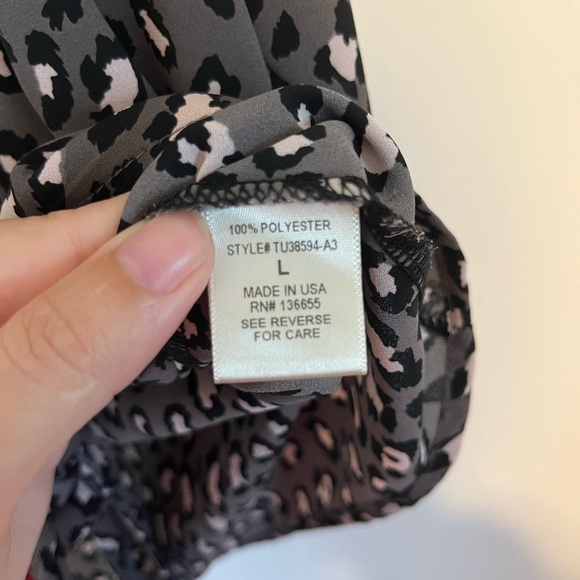 100% POLYESTER
STYLE# TU38594-A3
L
MADE IN USA
RN# 136655
SEE REVERSE
FOR CARE